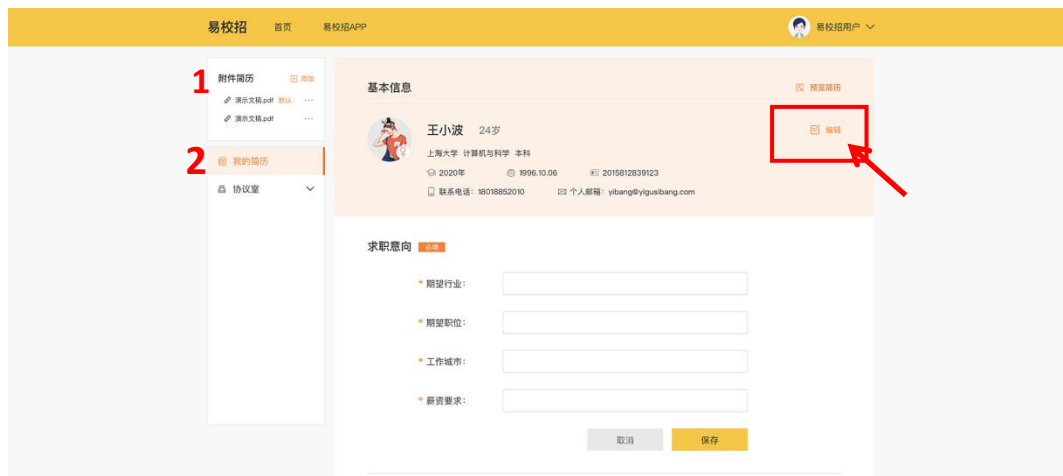 易校招 首页 易校招APP 易校招用户
1 附件简历 添加
演示文稿.pdf 默认 ...
演示文稿.pdf ...
2 我的简历
协议室
基本信息 预览简历
王小波 24岁 编辑
上海大学 计算机与科学 本科
2020年 1996.10.06 2015812839123
联系电话：18018852010 个人邮箱：yibang@yigusibang.com
求职意向 必填
* 期望行业：
* 期望职位：
* 工作城市：
* 薪资要求：
取消 保存